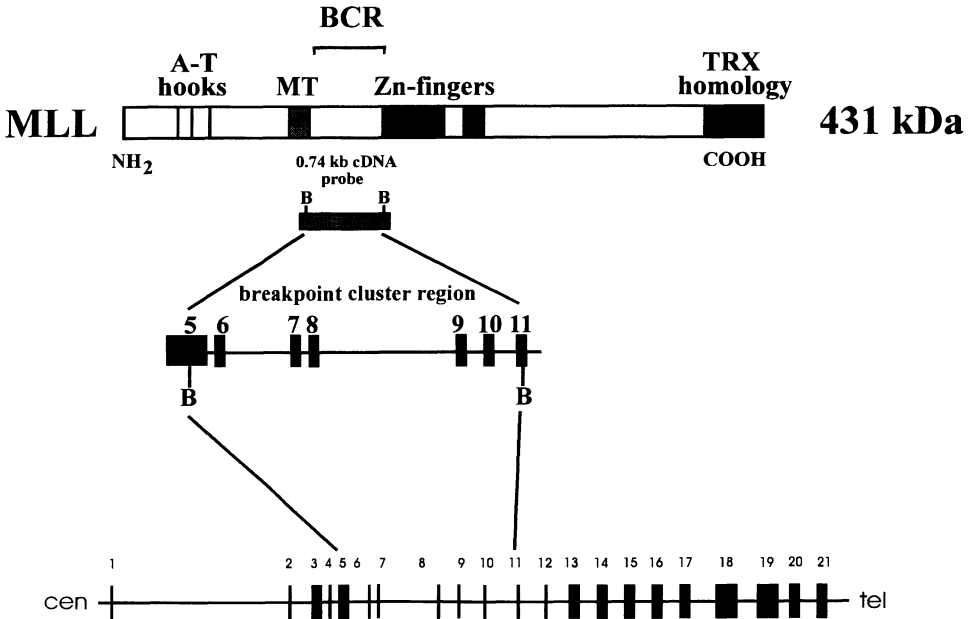 BCR
A-T
hooks
MT
Zn-fingers
TRX
homology
MLL
431 kDa
NH2
0.74 kb cDNA
probe
COOH
B B
breakpoint cluster region
5 6 7 8 9 10 11
B B
1 2 3 4 5 6 7 8 9 10 11 12 13 14 15 16 17 18 19 20 21
cen tel